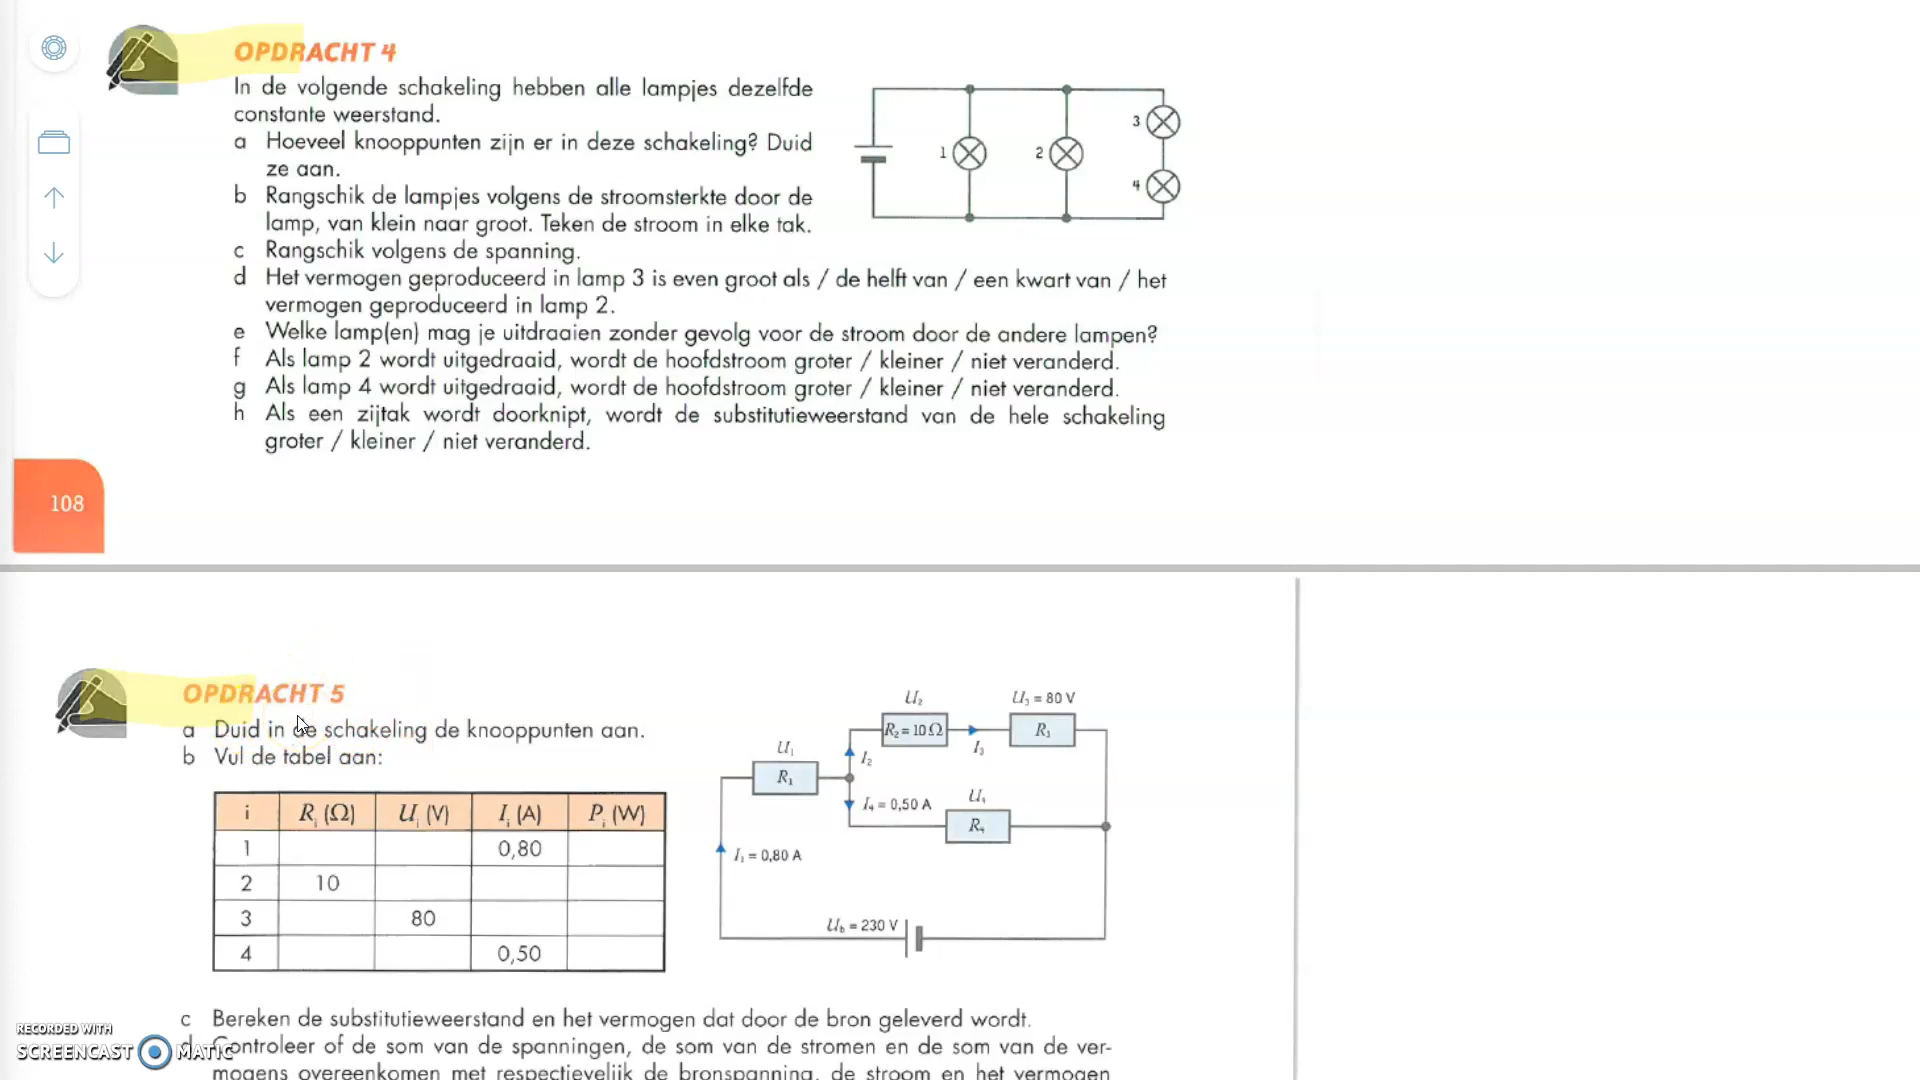 OPDRACHT 4
In de volgende schakeling hebben alle lampjes dezelfde
constante weerstand.
a Hoeveel knooppunten zijn er in deze schakeling? Duid
ze aan.
b Rangschik de lampjes volgens de stroomsterkte door de
lamp, van klein naar groot. Teken de stroom in elke tak.
c Rangschik volgens de spanning.
d Het vermogen geproduceerd in lamp 3 is even groot als / de helft van / een kwart van / het
vermogen geproduceerd in lamp 2.
e Welke lamp(en) mag je uitdraaien zonder gevolg voor de stroom door de andere lampen?
f Als lamp 2 wordt uitgedraaid, wordt de hoofdstroom groter / kleiner / niet veranderd.
g Als lamp 4 wordt uitgedraaid, wordt de hoofdstroom groter / kleiner / niet veranderd.
h Als een zijtak wordt doorknipt, wordt de substitutieweerstand van de hele schakeling
groter / kleiner / niet veranderd.
1
2
3
4
108
OPDRACHT 5
a Duid in de schakeling de knooppunten aan.
b Vul de tabel aan:
i Rᵢ (Ω) Uᵢ (V) Iᵢ (A) Pᵢ (W)
1 0,80
2 10
3 80
4 0,50
U₂ U₃ = 80 V
R₂ = 10 Ω R₃
I₃
U₁ I₂
R₁
I₄ = 0,50 A U₄
R₄
I₁ = 0,80 A
U_b = 230 V
c Bereken de substitutieweerstand en het vermogen dat door de bron geleverd wordt.
d Controleer of de som van de spanningen, de som van de stromen en de som van de ver-
mogens overeenkomen met respectievelijk de bronspanning, de stroom en het vermogen
RECORDED WITH
SCREENCAST MATIC